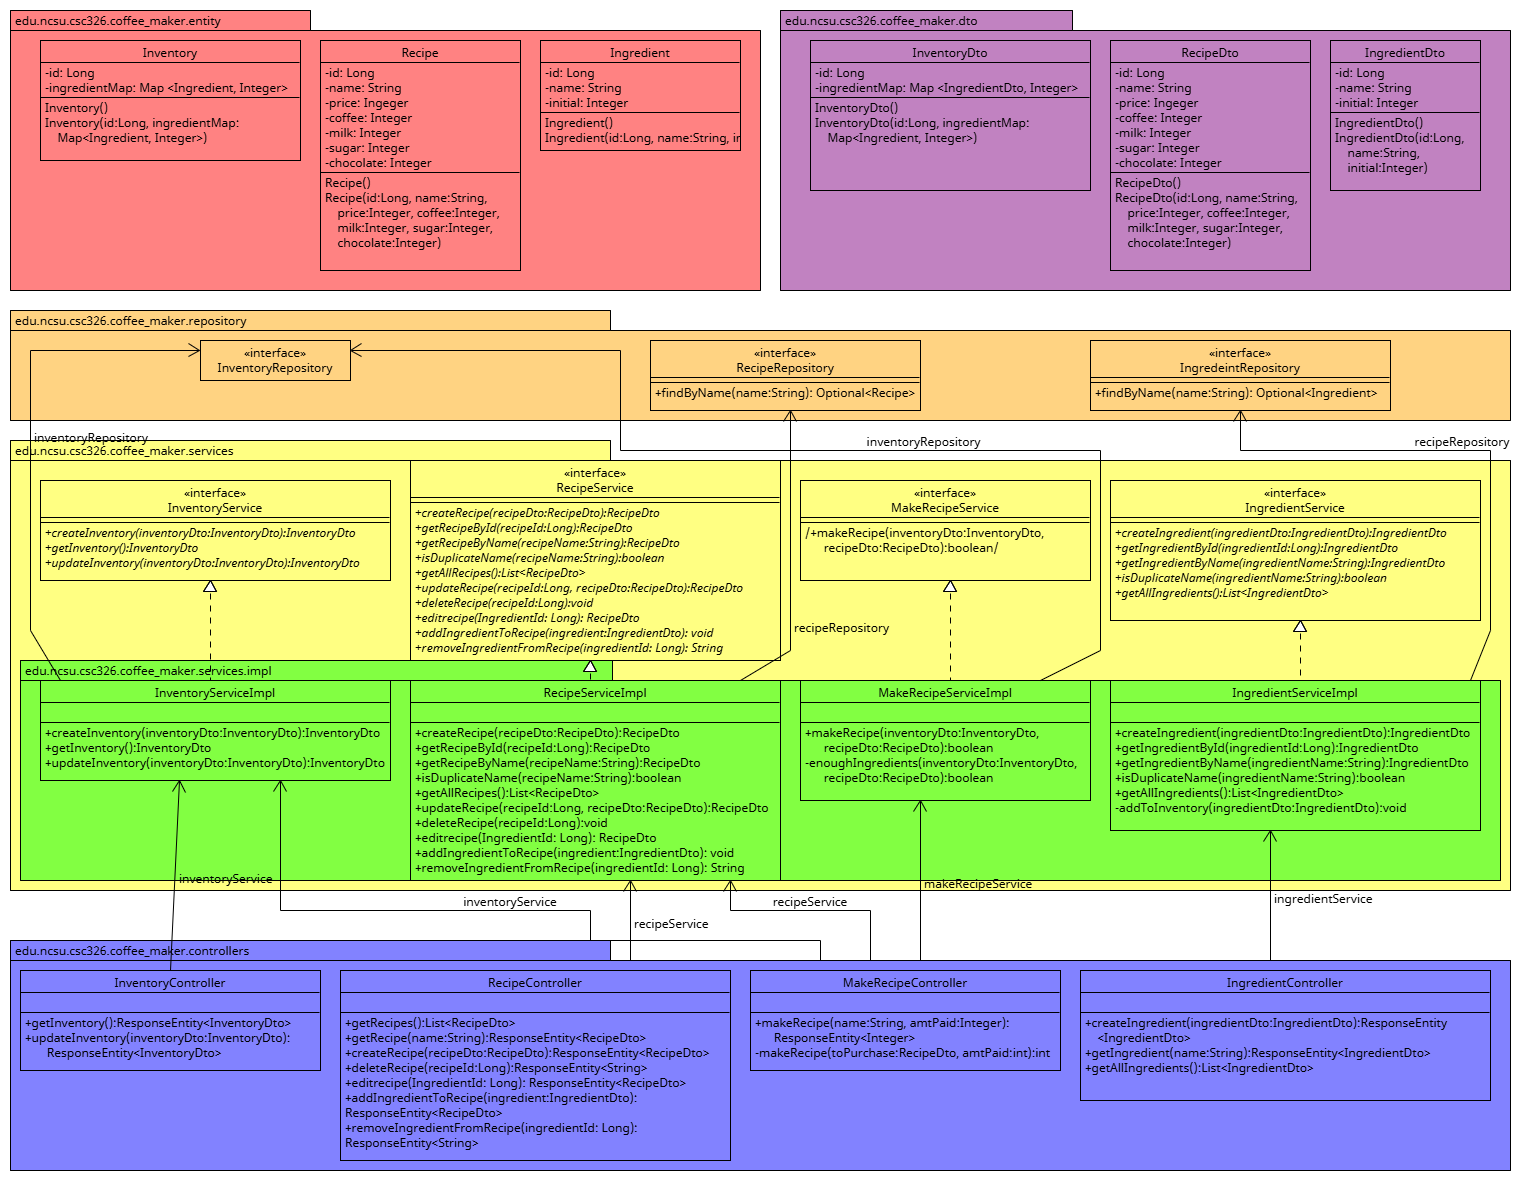 edu.ncsu.csc326.coffee_maker.entity
Inventory
-id: Long
-ingredientMap: Map <Ingredient, Integer>
Inventory()
Inventory(id:Long, ingredientMap:
Map<Ingredient, Integer>)
Recipe
-id: Long
-name: String
-price: Ingeger
-coffee: Integer
-milk: Integer
-sugar: Integer
-chocolate: Integer
Recipe()
Recipe(id:Long, name:String,
price:Integer, coffee:Integer,
milk:Integer, sugar:Integer,
chocolate:Integer)
Ingredient
-id: Long
-name: String
-initial: Integer
Ingredient()
Ingredient(id:Long, name:String, in
edu.ncsu.csc326.coffee_maker.dto
InventoryDto
-id: Long
-ingredientMap: Map <IngredientDto, Integer>
InventoryDto()
InventoryDto(id:Long, ingredientMap:
Map<Ingredient, Integer>)
RecipeDto
-id: Long
-name: String
-price: Ingeger
-coffee: Integer
-milk: Integer
-sugar: Integer
-chocolate: Integer
RecipeDto()
RecipeDto(id:Long, name:String,
price:Integer, coffee:Integer,
milk:Integer, sugar:Integer,
chocolate:Integer)
IngredientDto
-id: Long
-name: String
-initial: Integer
IngredientDto()
IngredientDto(id:Long,
name:String,
initial:Integer)
edu.ncsu.csc326.coffee_maker.repository
«interface»
InventoryRepository
«interface»
RecipeRepository
+findByName(name:String): Optional<Recipe>
«interface»
IngredeintRepository
+findByName(name:String): Optional<Ingredient>
inventoryRepository
inventoryRepository
recipeRepository
edu.ncsu.csc326.coffee_maker.services
«interface»
InventoryService
+createInventory(inventoryDto:InventoryDto):InventoryDto
+getInventory():InventoryDto
+updateInventory(inventoryDto:InventoryDto):InventoryDto
«interface»
RecipeService
+createRecipe(recipeDto:RecipeDto):RecipeDto
+getRecipeById(recipeId:Long):RecipeDto
+getRecipeByName(recipeName:String):RecipeDto
+isDuplicateName(recipeName:String):boolean
+getAllRecipes():List<RecipeDto>
+updateRecipe(recipeId:Long, recipeDto:RecipeDto):RecipeDto
+deleteRecipe(recipeId:Long):void
+editrecipe(IngredientId: Long): RecipeDto
+addIngredientToRecipe(ingredient:IngredientDto): void
+removeIngredientFromRecipe(ingredientId: Long): String
recipeRepository
«interface»
MakeRecipeService
/+makeRecipe(inventoryDto:InventoryDto,
recipeDto:RecipeDto):boolean/
«interface»
IngredientService
+createIngredient(ingredientDto:IngredientDto):IngredientDto
+getIngredientById(ingredientId:Long):IngredientDto
+getIngredientByName(ingredientName:String):IngredientDto
+isDuplicateName(ingredientName:String):boolean
+getAllIngredients():List<IngredientDto>
edu.ncsu.csc326.coffee_maker.services.impl
InventoryServiceImpl
+createInventory(inventoryDto:InventoryDto):InventoryDto
+getInventory():InventoryDto
+updateInventory(inventoryDto:InventoryDto):InventoryDto
RecipeServiceImpl
+createRecipe(recipeDto:RecipeDto):RecipeDto
+getRecipeById(recipeId:Long):RecipeDto
+getRecipeByName(recipeName:String):RecipeDto
+isDuplicateName(recipeName:String):boolean
+getAllRecipes():List<RecipeDto>
+updateRecipe(recipeId:Long, recipeDto:RecipeDto):RecipeDto
+deleteRecipe(recipeId:Long):void
+editrecipe(IngredientId: Long): RecipeDto
+addIngredientToRecipe(ingredient:IngredientDto): void
+removeIngredientFromRecipe(ingredientId: Long): String
MakeRecipeServiceImpl
+makeRecipe(inventoryDto:InventoryDto,
recipeDto:RecipeDto):boolean
-enoughIngredients(inventoryDto:InventoryDto,
recipeDto:RecipeDto):boolean
IngredientServiceImpl
+createIngredient(ingredientDto:IngredientDto):IngredientDto
+getIngredientById(ingredientId:Long):IngredientDto
+getIngredientByName(ingredientName:String):IngredientDto
+isDuplicateName(ingredientName:String):boolean
+getAllIngredients():List<IngredientDto>
-addToInventory(ingredientDto:IngredientDto):void
inventoryService
inventoryService
recipeService
recipeService
makeRecipeService
ingredientService
edu.ncsu.csc326.coffee_maker.controllers
InventoryController
+getInventory():ResponseEntity<InventoryDto>
+updateInventory(inventoryDto:InventoryDto):
ResponseEntity<InventoryDto>
RecipeController
+getRecipes():List<RecipeDto>
+getRecipe(name:String):ResponseEntity<RecipeDto>
+createRecipe(recipeDto:RecipeDto):ResponseEntity<RecipeDto>
+deleteRecipe(recipeId:Long):ResponseEntity<String>
+editrecipe(IngredientId: Long): ResponseEntity<RecipeDto>
+addIngredientToRecipe(ingredient:IngredientDto):
ResponseEntity<RecipeDto>
+removeIngredientFromRecipe(ingredientId: Long):
ResponseEntity<String>
MakeRecipeController
+makeRecipe(name:String, amtPaid:Integer):
ResponseEntity<Integer>
-makeRecipe(toPurchase:RecipeDto, amtPaid:int):int
IngredientController
+createIngredient(ingredientDto:IngredientDto):ResponseEntity
<IngredientDto>
+getIngredient(name:String):ResponseEntity<IngredientDto>
+getAllIngredients():List<IngredientDto>